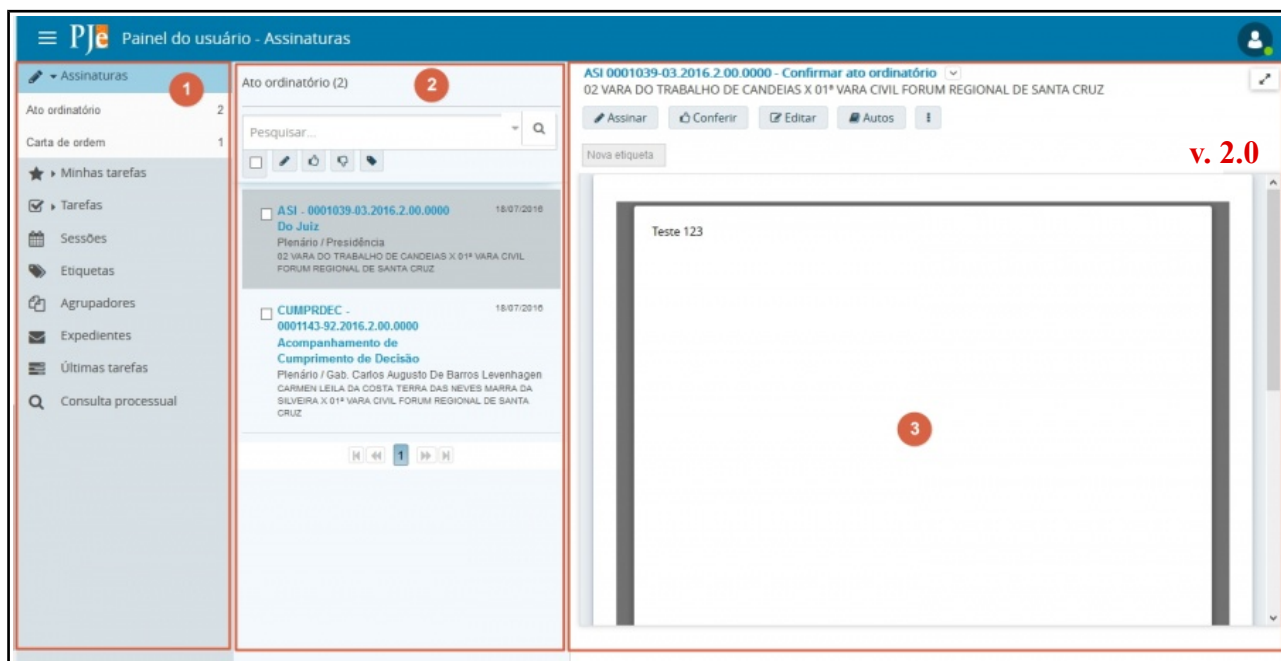 PJe Painel do usuário - Assinaturas
Assinaturas
1
Ato ordinatório 2
Carta de ordem 1
Minhas tarefas
Tarefas
Sessões
Etiquetas
Agrupadores
Expedientes
Últimas tarefas
Consulta processual
Ato ordinatório (2)
2
Pesquisar...
ASI - 0001039-03.2016.2.00.0000 18/07/2016
Do Juiz
Plenário / Presidência
02 VARA DO TRABALHO DE CANDEIAS X 01ª VARA CIVIL
FORUM REGIONAL DE SANTA CRUZ
CUMPRDEC - 18/07/2016
0001143-92.2016.2.00.0000
Acompanhamento de
Cumprimento de Decisão
Plenário / Gab. Carlos Augusto De Barros Levenhagen
CARMEN LEILA DA COSTA TERRA DAS NEVES MARRA DA
SILVEIRA X 01ª VARA CIVIL FORUM REGIONAL DE SANTA
CRUZ
1
ASI 0001039-03.2016.2.00.0000 - Confirmar ato ordinatório
02 VARA DO TRABALHO DE CANDEIAS X 01ª VARA CIVIL FORUM REGIONAL DE SANTA CRUZ
Assinar Conferir Editar Autos
Nova etiqueta
v. 2.0
Teste 123
3